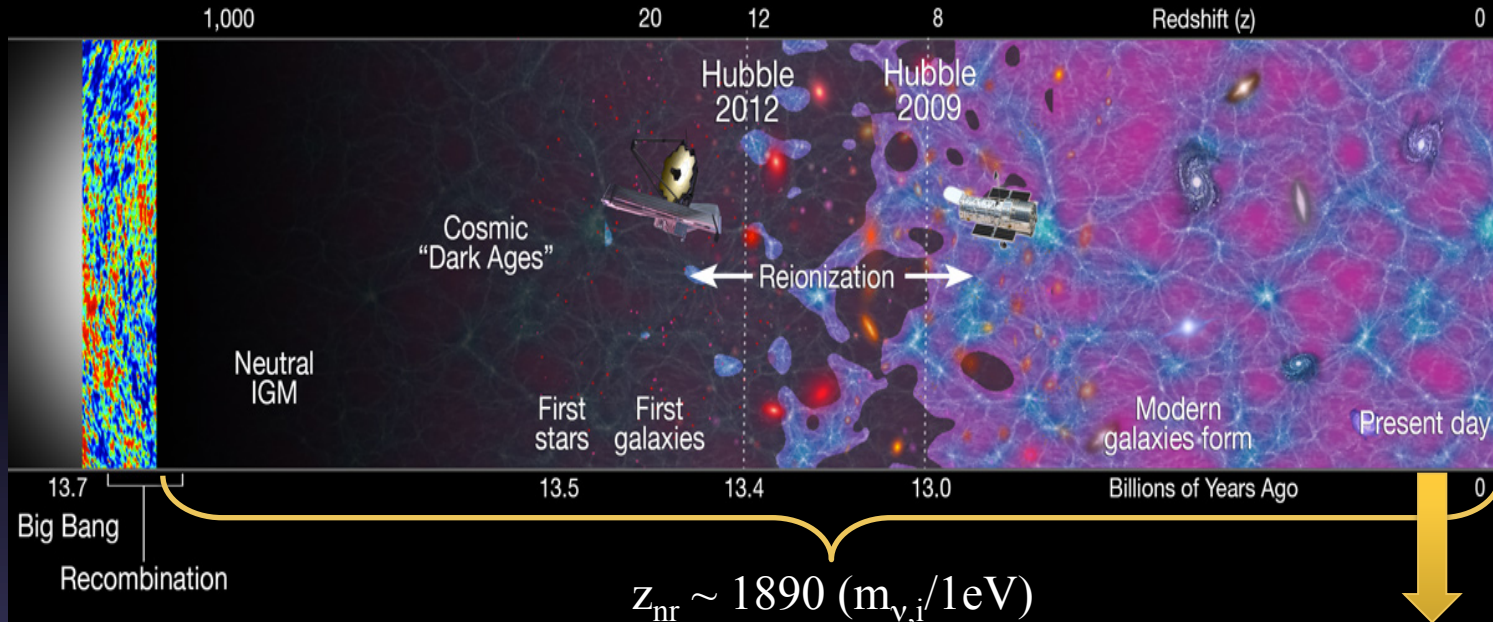 1,000 20 12 8 Redshift (z) 0
Hubble
2012
Hubble
2009
Cosmic
“Dark Ages”
Reionization
Neutral
IGM
First
stars
First
galaxies
Modern
galaxies form
Present day
13.7 13.5 13.4 13.0 Billions of Years Ago 0
Big Bang
Recombination
z_nr ~ 1890 (m_ν,i/1eV)